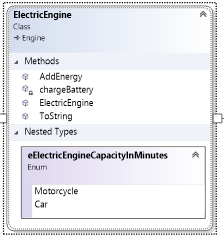 ElectricEngine
Class
Engine
Methods
AddEnergy
chargeBattery
ElectricEngine
ToString
Nested Types
eElectricEngineCapacityInMinutes
Enum
Motorcycle
Car